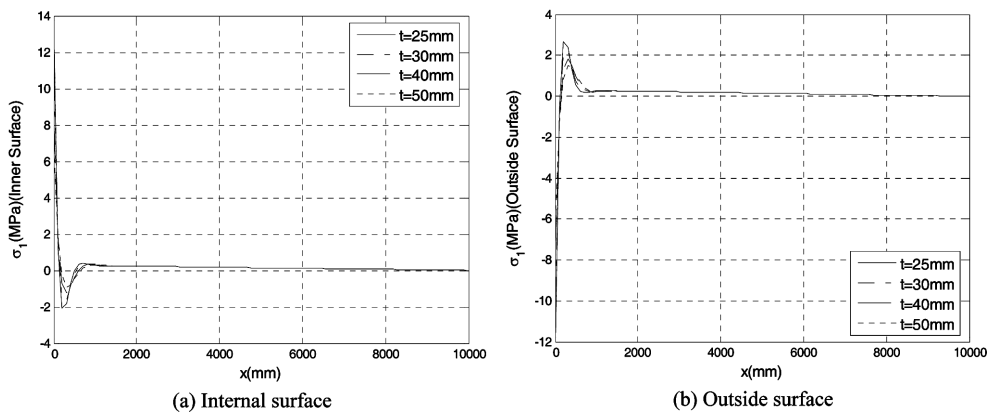 14
12
10
8
6
4
2
0
-2
-4
σ1(MPa)(Inner Surface)
t=25mm
t=30mm
t=40mm
t=50mm
0 2000 4000 6000 8000 10000
x(mm)
(a) Internal surface
4
2
0
-2
-4
-6
-8
-10
-12
σ1(MPa)(Outside Surface)
t=25mm
t=30mm
t=40mm
t=50mm
0 2000 4000 6000 8000 10000
x(mm)
(b) Outside surface